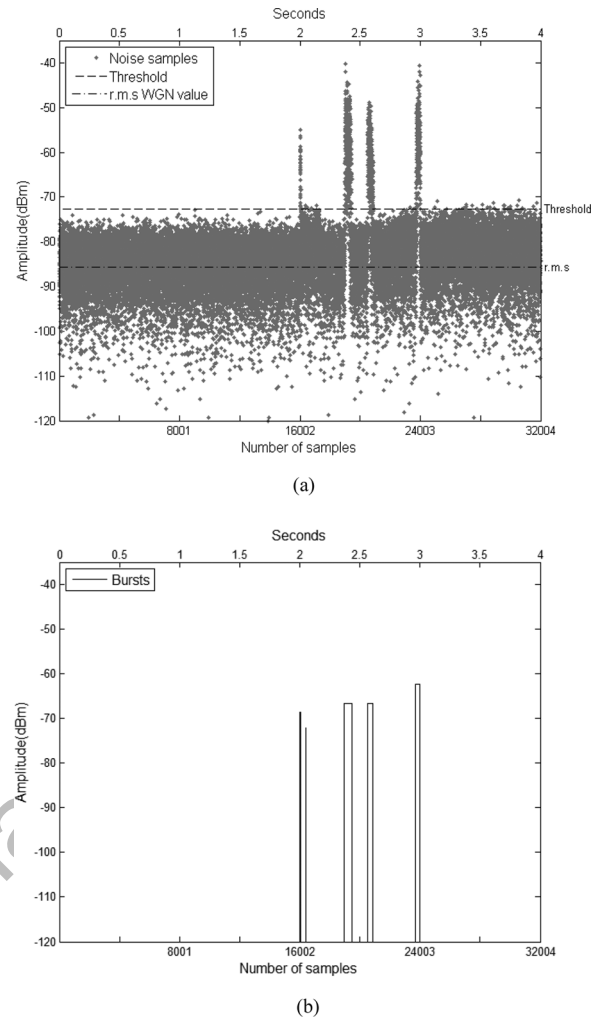 Seconds
0 0.5 1 1.5 2 2.5 3 3.5 4
Noise samples
Threshold
r.m.s WGN value
-40
-50
-60
-70
-80
-90
-100
-110
-120
Amplitude(dBm)
Threshold
r.m.s
8001 16002 24003 32004
Number of samples
(a)
Seconds
0 0.5 1 1.5 2 2.5 3 3.5 4
Bursts
-40
-50
-60
-70
-80
-90
-100
-110
-120
Amplitude(dBm)
8001 16002 24003 32004
Number of samples
(b)